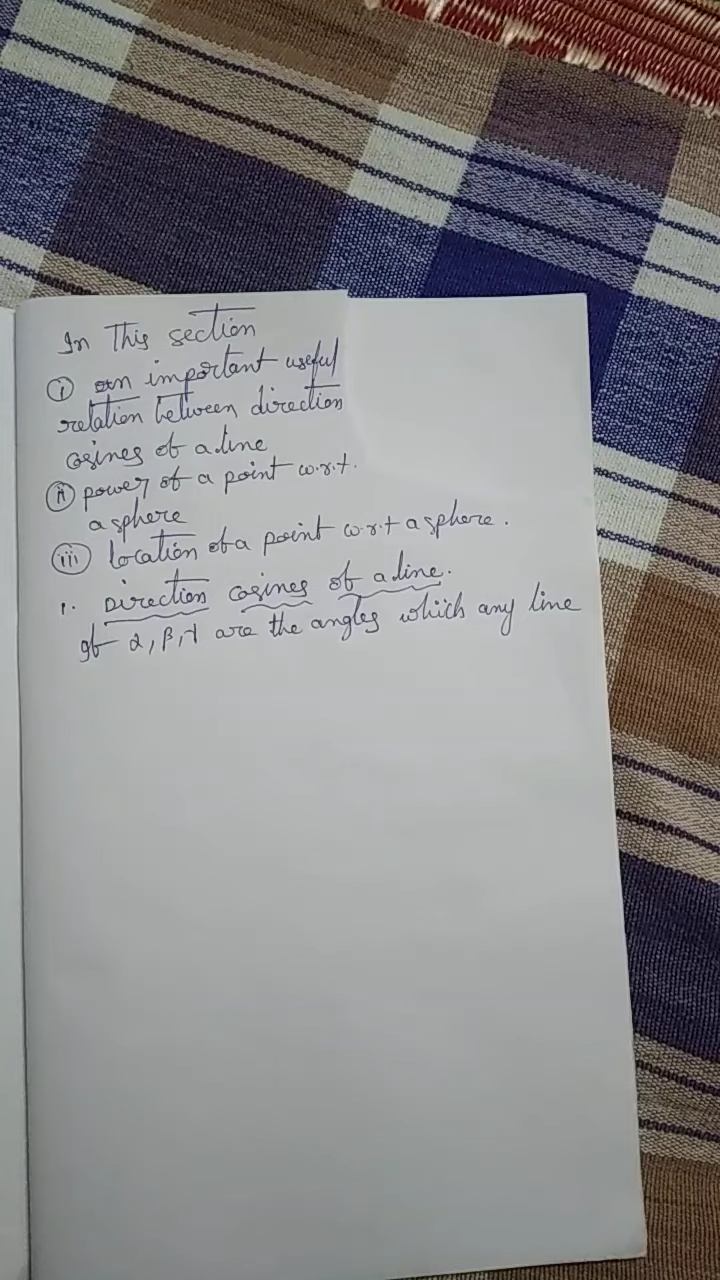 In This section
(i) an important useful
relation between direction
cosines of a line
(ii) power of a point w.r.t.
a sphere
(iii) location of a point w.r.t a sphere.
1. Direction cosines of a line.
If α, β, γ are the angles which any line